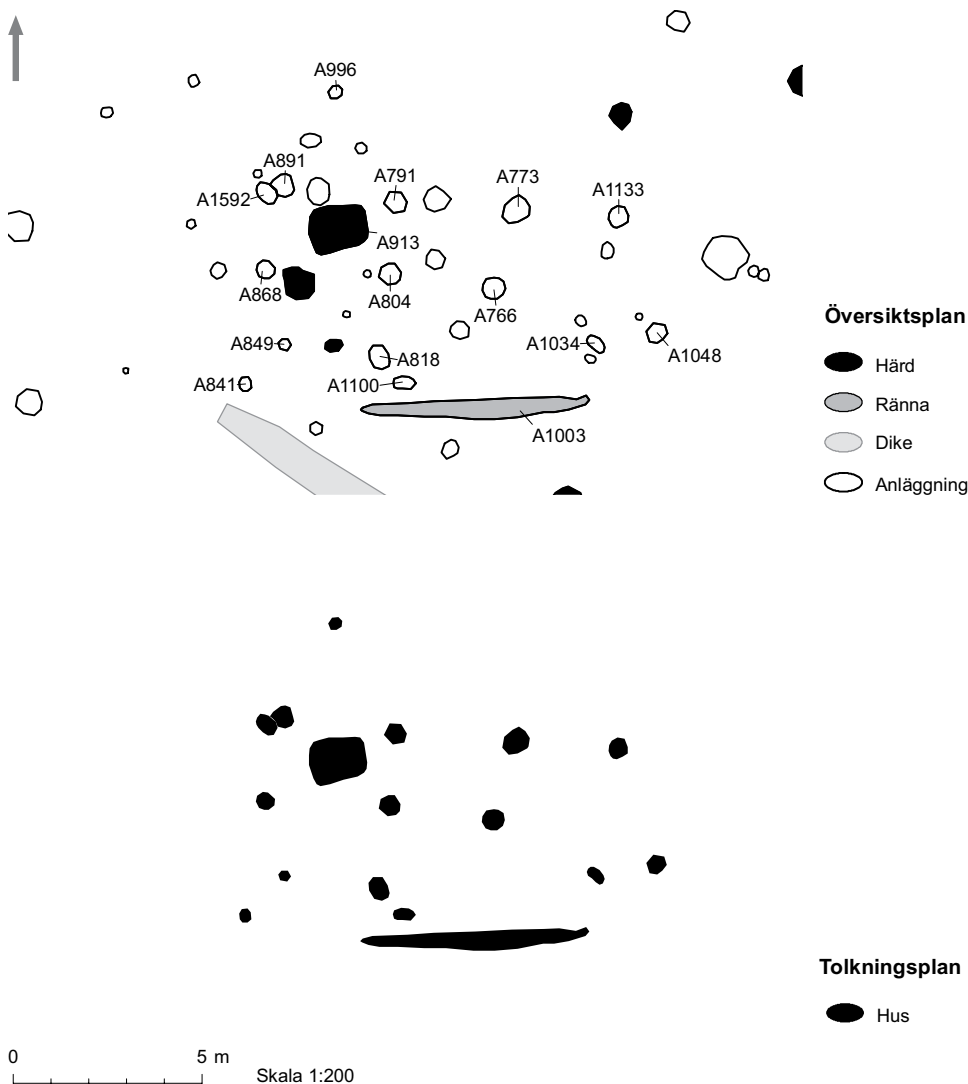 A996
A891
A791
A773
A1592
A1133
A913
A868
A804
A766
A849
A1034
A818
A1048
A841
A1100
A1003
Översiktsplan
Härd
Ränna
Dike
Anläggning
Tolkningsplan
Hus
0 5 m
Skala 1:200